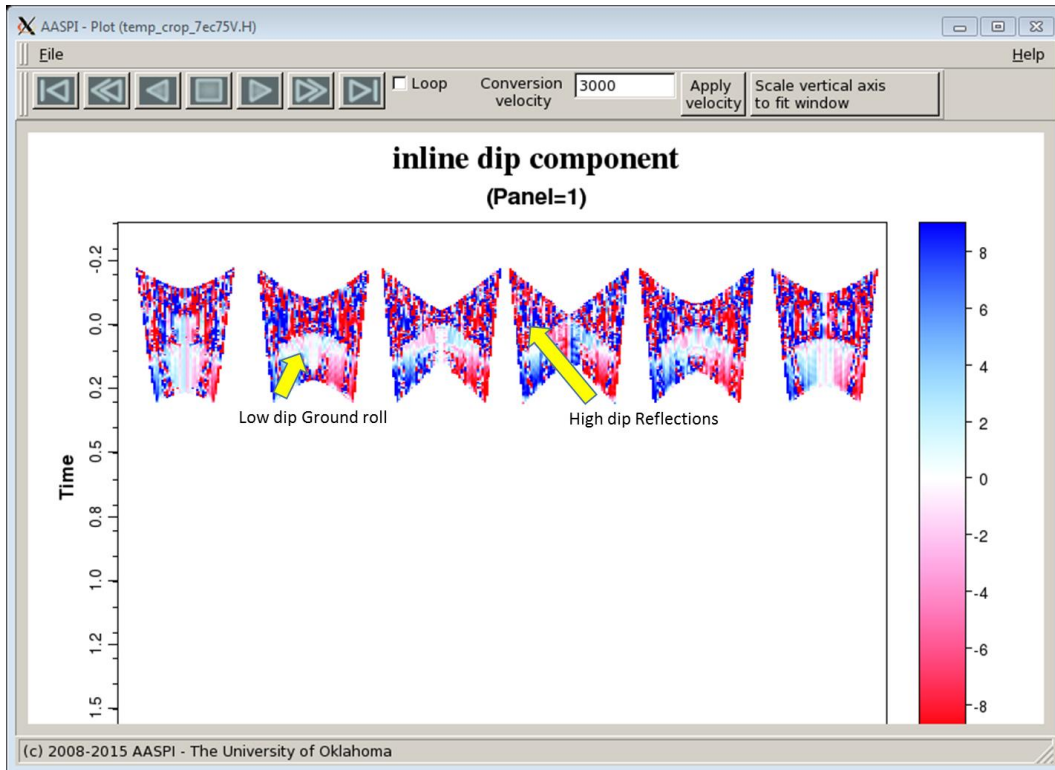 AASPI - Plot (temp_crop_7ec75V.H)
File
Help
Loop
Conversion
velocity
3000
Apply
velocity
Scale vertical axis
to fit window
inline dip component
(Panel=1)
-0.2
0.0
0.2
0.5
0.8
1.0
1.2
1.5
Time
Low dip Ground roll
High dip Reflections
8
6
4
2
0
-2
-4
-6
-8
(c) 2008-2015 AASPI - The University of Oklahoma